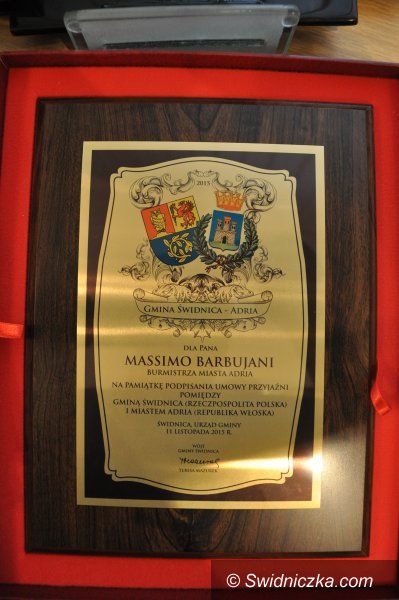 2015
GMINA ŚWIDNICA - ADRIA
DLA PANA
MASSIMO BARBUJANI
BURMISTRZA MIASTA ADRIA
NA PAMIĄTKĘ PODPISANIA UMOWY PRZYJAŹNI
POMIĘDZY
GMINĄ ŚWIDNICA (RZECZPOSPOLITA POLSKA)
I MIASTEM ADRIA (REPUBLIKA WŁOSKA)
ŚWIDNICA, URZĄD GMINY
11 LISTOPADA 2015 R.
WÓJT
GMINY ŚWIDNICA
TERESA MAZUREK
© Swidniczka.com